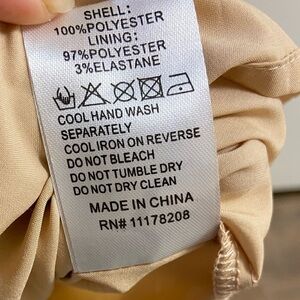 SHELL:
100%POLYESTER
LINING:
97%POLYESTER
3%ELASTANE
COOL HAND WASH
SEPARATELY
COOL IRON ON REVERSE
DO NOT BLEACH
DO NOT TUMBLE DRY
DO NOT DRY CLEAN
MADE IN CHINA
RN# 11178208